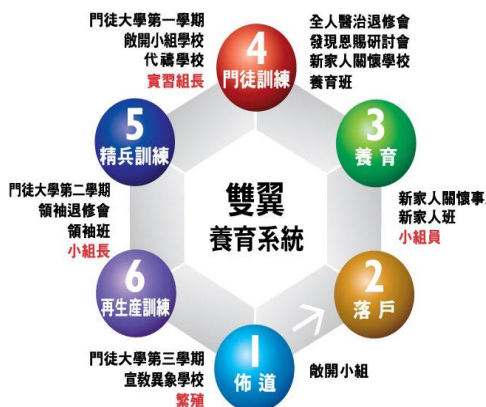 雙翼
養育系統
1
佈道
敞開小組
2
落戶
新家人關懷事
新家人班
小組員
3
養育
全人醫治退修會
發現恩賜研討會
新家人關懷學校
養育班
4
門徒訓練
門徒大學第一學期
敞開小組學校
代禱學校
實習組長
5
精兵訓練
門徒大學第二學期
領袖退修會
領袖班
小組長
6
再生產訓練
門徒大學第三學期
宣教異象學校
繁殖